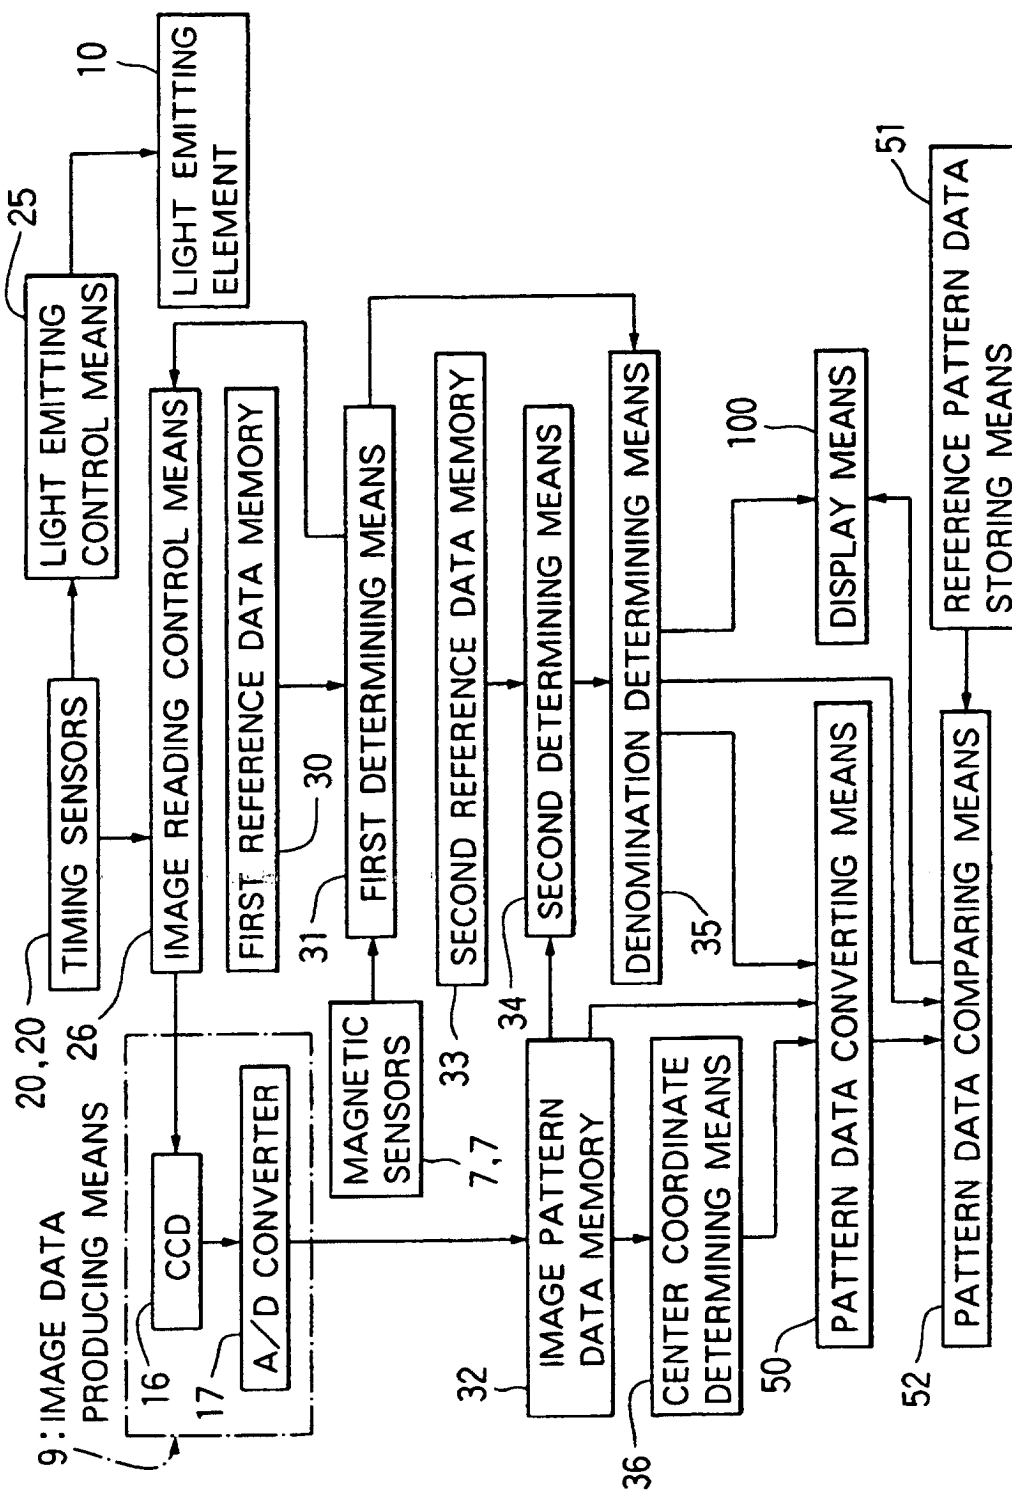 9:IMAGE DATA
PRODUCING MEANS
16
CCD
17
A/D CONVERTER
20,20
TIMING SENSORS
25
LIGHT EMITTING
CONTROL MEANS
10
LIGHT EMITTING
ELEMENT
26
IMAGE READING CONTROL MEANS
FIRST REFERENCE DATA MEMORY
30
31
FIRST DETERMINING MEANS
MAGNETIC
SENSORS
7,7
SECOND REFERENCE DATA MEMORY
33
34
SECOND DETERMINING MEANS
32
IMAGE PATTERN
DATA MEMORY
DENOMINATION DETERMINING MEANS
35
36
CENTER COORDINATE
DETERMINING MEANS
100
DISPLAY MEANS
50
PATTERN DATA CONVERTING MEANS
51
REFERENCE PATTERN DATA
STORING MEANS
52
PATTERN DATA COMPARING MEANS